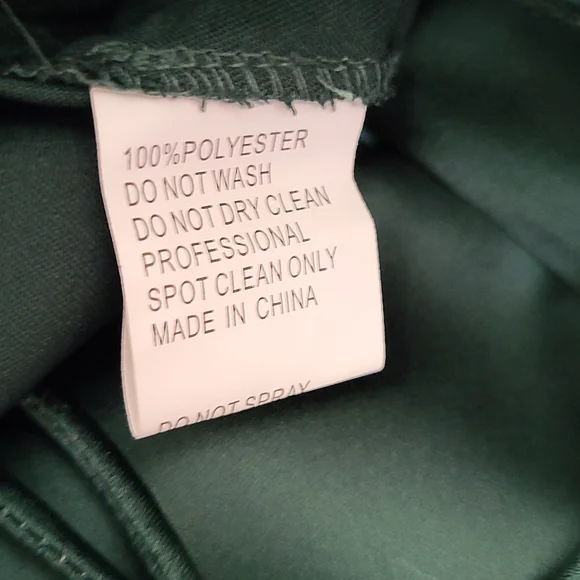 100%POLYESTER
DO NOT WASH
DO NOT DRY CLEAN
PROFESSIONAL
SPOT CLEAN ONLY
MADE IN CHINA
DO NOT SPRAY